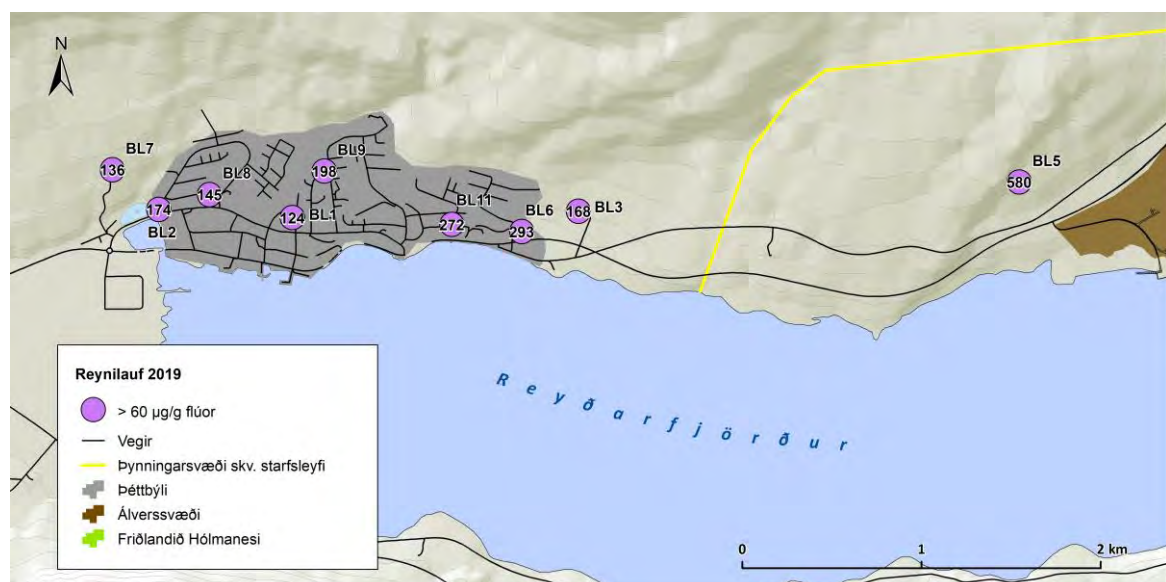 N
BL7
136
BL8
145
BL9
198
174
BL2
124
BL1
BL11
272
BL6
293
168
BL3
BL5
580
Reyðarfjörður
Reynilauf 2019
> 60 µg/g flúor
Vegir
Þynningarsvæði skv. starfsleyfi
Þéttbýli
Álverssvæði
Friðlandið Hólmanesi
0 1 2 km